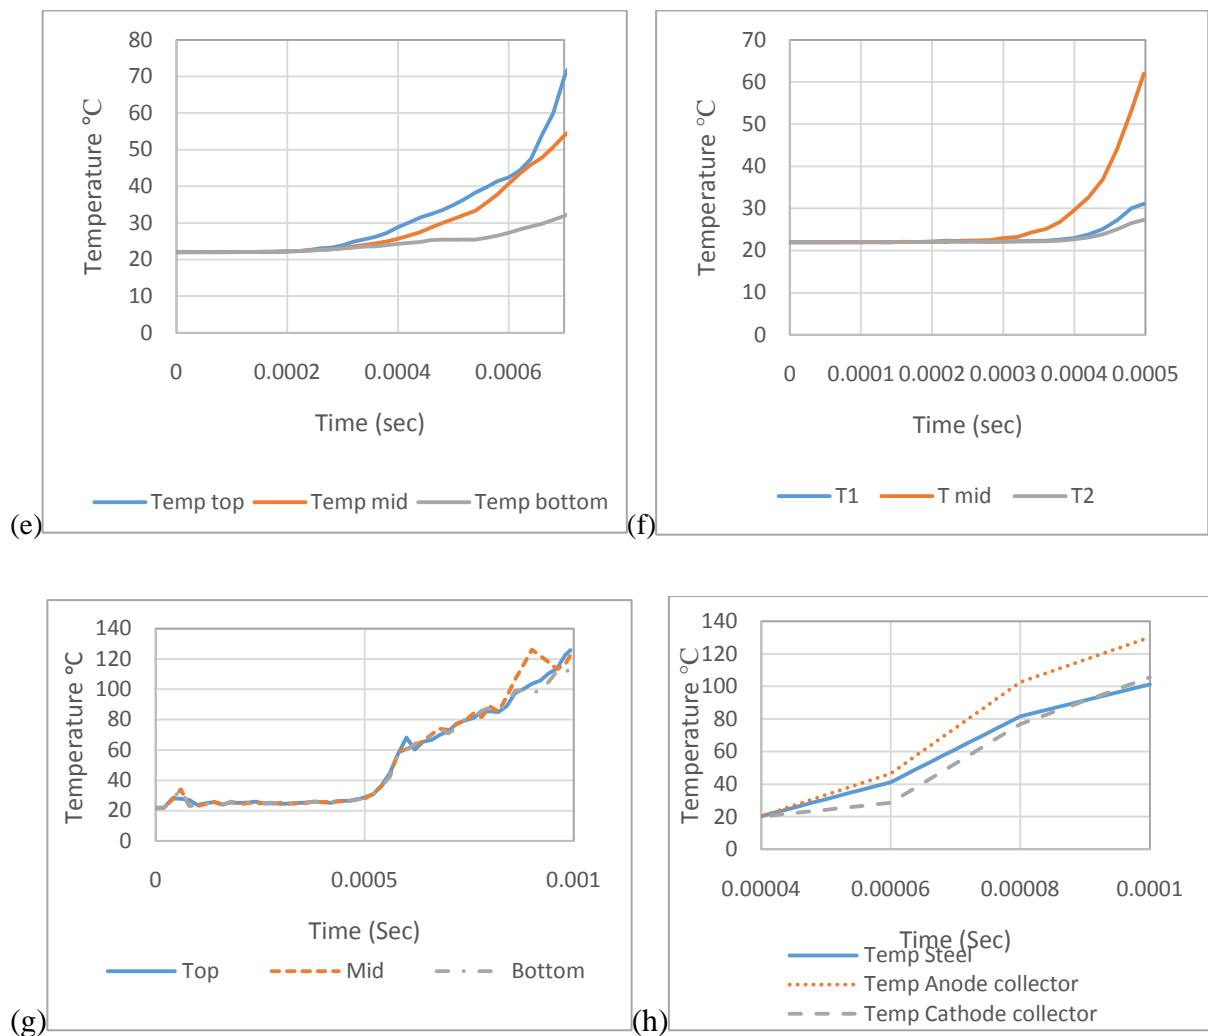 80
70
60
50
40
30
20
10
0
Temperature °C
0 0.0002 0.0004 0.0006
Time (sec)
Temp top Temp mid Temp bottom
(e)
70
60
50
40
30
20
10
0
Temperature °C
0 0.0001 0.0002 0.0003 0.0004 0.0005
Time (sec)
T1 T mid T2
(f)
140
120
100
80
60
40
20
0
Temperature °C
0 0.0005 0.001
Time (Sec)
Top Mid Bottom
(g)
140
120
100
80
60
40
20
0
Temperature °C
0.00004 0.00006 0.00008 0.0001
Time (Sec)
Temp Steel
Temp Anode collector
Temp Cathode collector
(h)